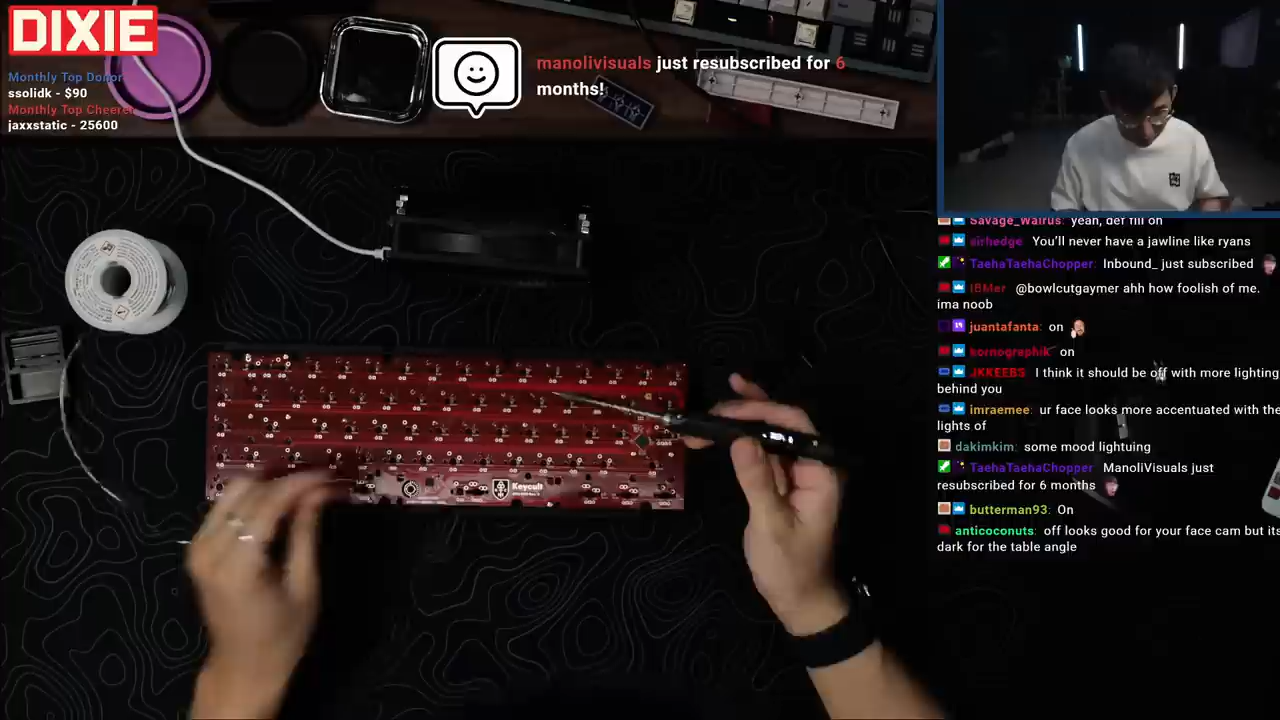 DIXIE
Monthly Top Donor
ssolidk - $90
Monthly Top Cheerer
jaxxstatic - 25600
manolivisuals just resubscribed for 6
months!
Keycult
Savage_Walrus: yeah, def fill on
airhedge You'll never have a jawline like ryans
TaehaTaehaChopper: Inbound_ just subscribed
IBMer @bowlcutgaymer ahh how foolish of me.
ima noob
juantafanta: on
kornographik on
JKKEEBS I think it should be off with more lighting
behind you
imraemee: ur face looks more accentuated with the
lights of
dakimkim: some mood lightuing
TaehaTaehaChopper ManoliVisuals just
resubscribed for 6 months
butterman93: On
anticoconuts: off looks good for your face cam but its
dark for the table angle